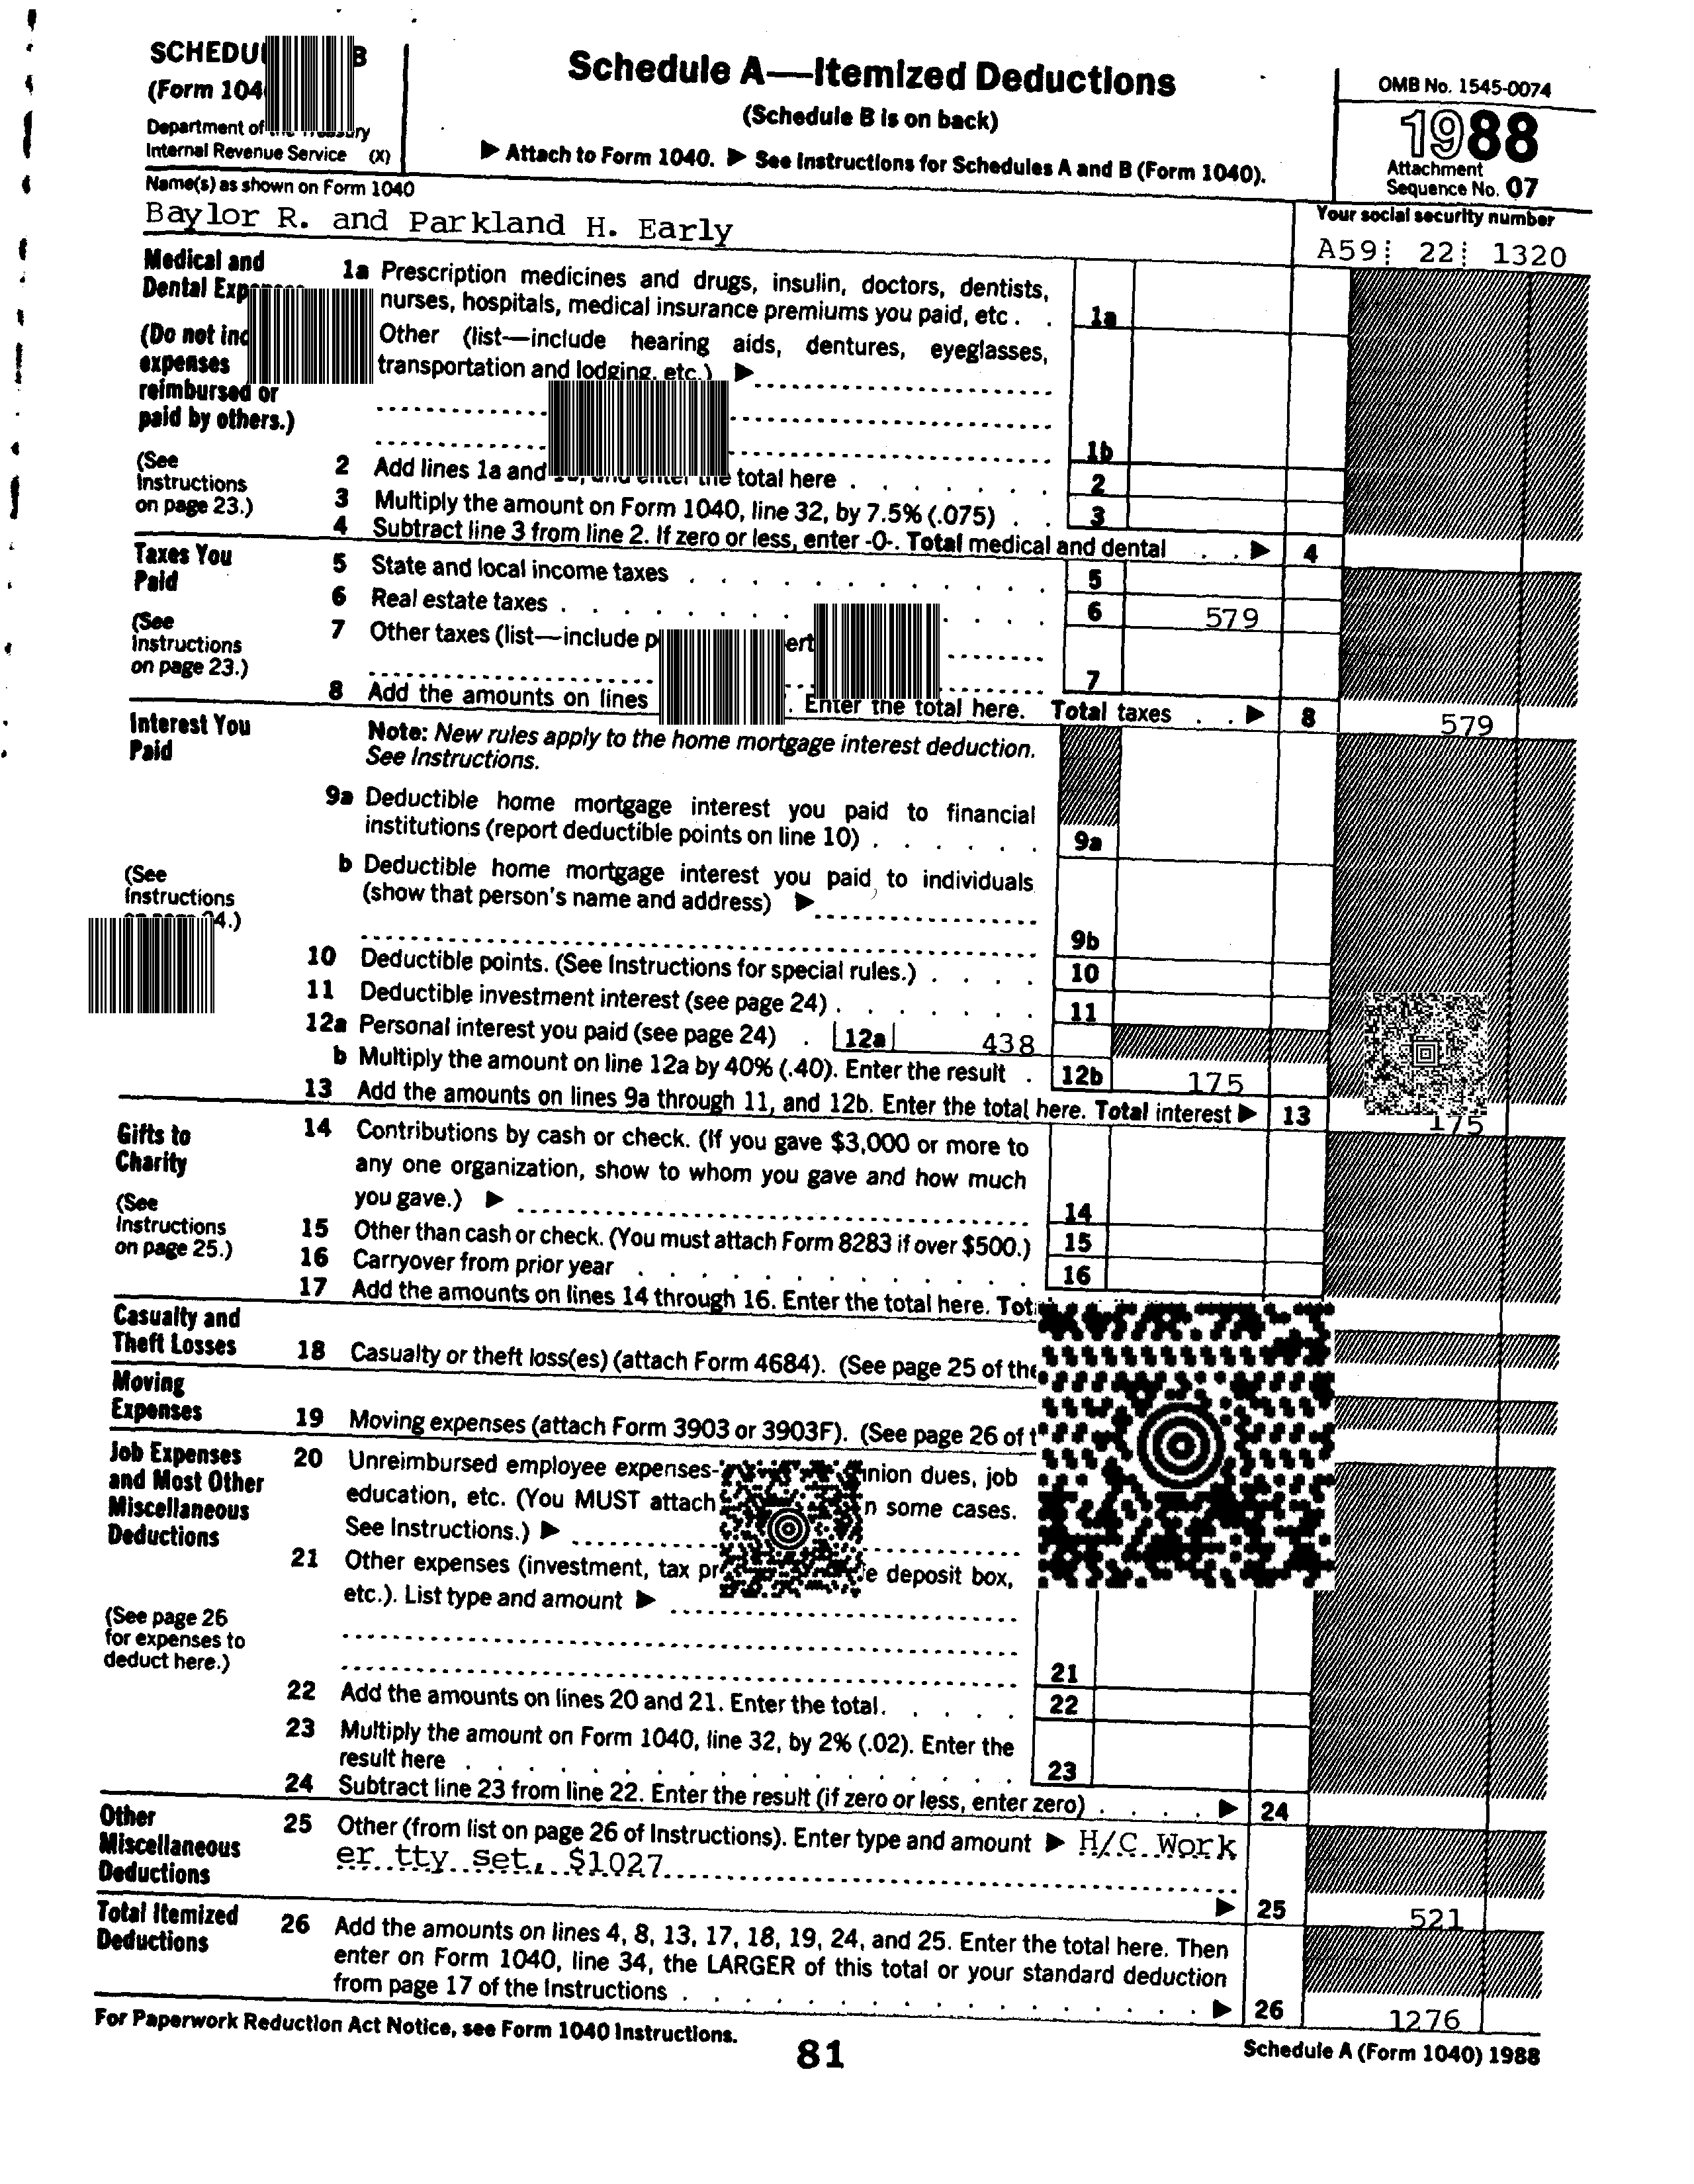 SCHEDU B
Schedule A—Itemized Deductions
OMB No. 1545-0074
(Form 104
(Schedule B is on back)
1988
Department of the Treasury
Internal Revenue Service (X)
▶ Attach to Form 1040. ▶ See Instructions for Schedules A and B (Form 1040).
Attachment
Sequence No. 07
Name(s) as shown on Form 1040
Your social security number
Baylor R. and Parkland H. Early
A59 22 1320
Medical and
Dental Exp
(Do not inc
expenses
reimbursed or
paid by others.)
(See
Instructions
on page 23.)
1a Prescription medicines and drugs, insulin, doctors, dentists,
nurses, hospitals, medical insurance premiums you paid, etc . . 1a
Other (list—include hearing aids, dentures, eyeglasses,
transportation and lodging, etc.) ▶
1b
2 Add lines 1a and 1b, and enter the total here . . . . . . . 2
3 Multiply the amount on Form 1040, line 32, by 7.5% (.075) . . 3
4 Subtract line 3 from line 2. If zero or less, enter -0-. Total medical and dental . . ▶ 4
Taxes You
Paid
(See
Instructions
on page 23.)
5 State and local income taxes . . . . . . . . . . . . 5
6 Real estate taxes . . . . . . . . . . . . 6 579
7 Other taxes (list—include p ert
7
8 Add the amounts on lines . Enter the total here. Total taxes . . ▶ 8 579
Interest You
Paid
(See
Instructions
on page 24.)
Note: New rules apply to the home mortgage interest deduction.
See Instructions.
9a Deductible home mortgage interest you paid to financial
institutions (report deductible points on line 10) . . . . . . 9a
b Deductible home mortgage interest you paid to individuals
(show that person's name and address) ▶
9b
10 Deductible points. (See Instructions for special rules.) . . . . 10
11 Deductible investment interest (see page 24) . . . . . . . 11
12a Personal interest you paid (see page 24) . 12a 438
b Multiply the amount on line 12a by 40% (.40). Enter the result . 12b 175
13 Add the amounts on lines 9a through 11, and 12b. Enter the total here. Total interest ▶ 13 175
Gifts to
Charity
(See
Instructions
on page 25.)
14 Contributions by cash or check. (If you gave $3,000 or more to
any one organization, show to whom you gave and how much
you gave.) ▶ 14
15 Other than cash or check. (You must attach Form 8283 if over $500.) 15
16 Carryover from prior year . . . . . . . . . . . . 16
17 Add the amounts on lines 14 through 16. Enter the total here. Tot
Casualty and
Theft Losses
18 Casualty or theft loss(es) (attach Form 4684). (See page 25 of the
Moving
Expenses
19 Moving expenses (attach Form 3903 or 3903F). (See page 26 of t
Job Expenses
and Most Other
Miscellaneous
Deductions
(See page 26
for expenses to
deduct here.)
20 Unreimbursed employee expenses- union dues, job
education, etc. (You MUST attach in some cases.
See Instructions.) ▶
21 Other expenses (investment, tax pr e deposit box,
etc.). List type and amount ▶
21
22 Add the amounts on lines 20 and 21. Enter the total. . . . . 22
23 Multiply the amount on Form 1040, line 32, by 2% (.02). Enter the
result here . . . . . . . . . . . . . . . . 23
24 Subtract line 23 from line 22. Enter the result (if zero or less, enter zero) . . . . ▶ 24
Other
Miscellaneous
Deductions
25 Other (from list on page 26 of Instructions). Enter type and amount ▶ H/C Work
er tty set, $1027
▶ 25 521
Total Itemized
Deductions
26 Add the amounts on lines 4, 8, 13, 17, 18, 19, 24, and 25. Enter the total here. Then
enter on Form 1040, line 34, the LARGER of this total or your standard deduction
from page 17 of the Instructions . . . . . . . . . . . . . . . ▶ 26 1276
For Paperwork Reduction Act Notice, see Form 1040 Instructions.
81
Schedule A (Form 1040) 1988